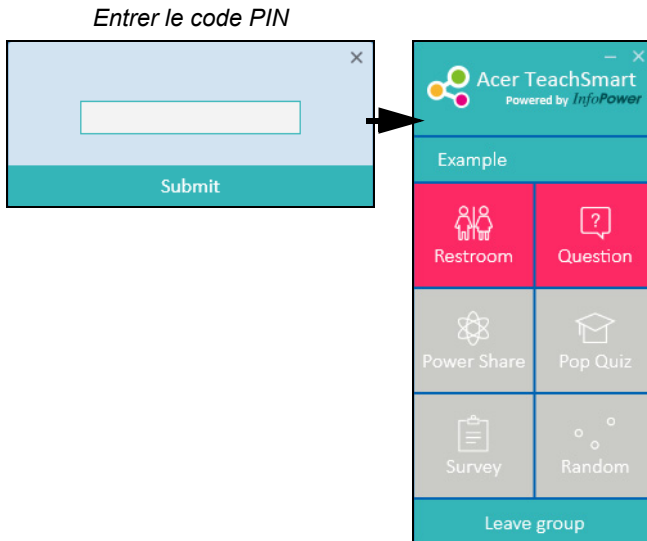 Entrer le code PIN
Submit
Acer TeachSmart
Powered by InfoPower
Example
Restroom
Question
?
Power Share
Pop Quiz
Survey
Random
Leave group